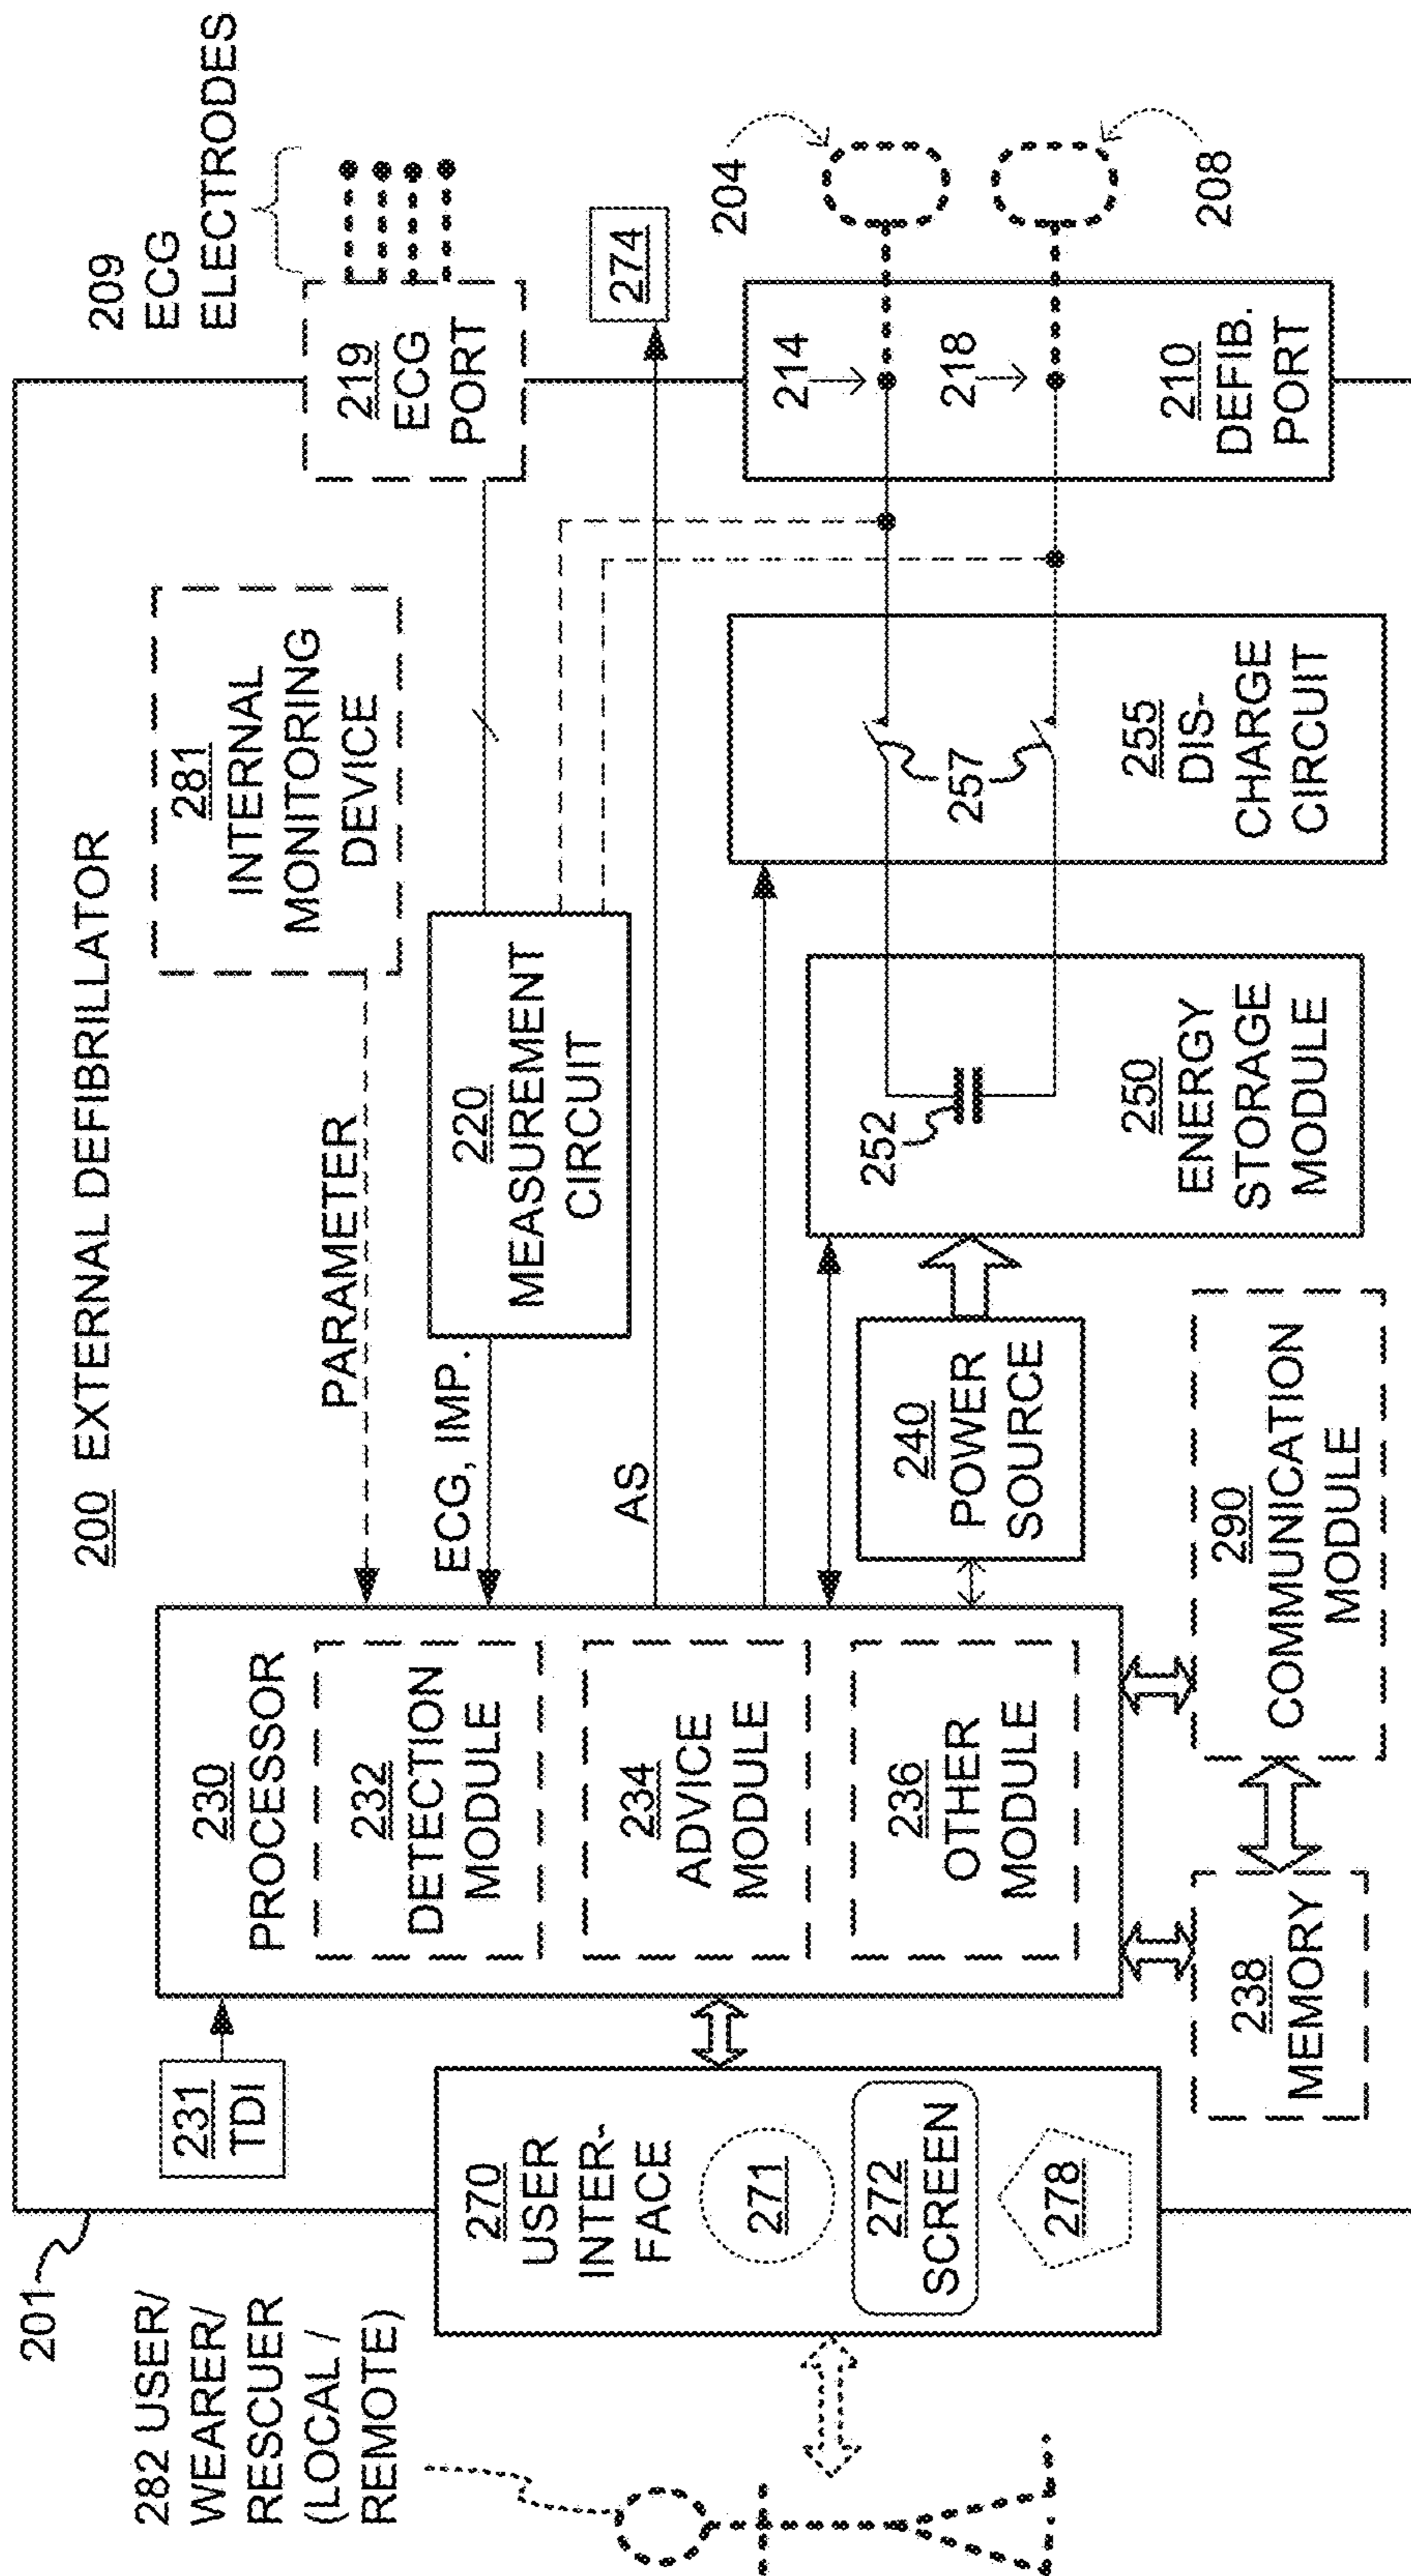 200 EXTERNAL DEFIBRILLATOR
201
282 USER/
WEARER/
RESCUER
(LOCAL /
REMOTE)
231
TDI
270
USER
INTER-
FACE
271
272
SCREEN
278
230
PROCESSOR
232
DETECTION
MODULE
234
ADVICE
MODULE
236
OTHER
MODULE
238
MEMORY
290
COMMUNICATION
MODULE
PARAMETER
ECG, IMP.
AS
281
INTERNAL
MONITORING
DEVICE
220
MEASUREMENT
CIRCUIT
240
POWER
SOURCE
252
250
ENERGY
STORAGE
MODULE
257
255
DIS-
CHARGE
CIRCUIT
209
ECG
ELECTRODES
219
ECG
PORT
274
214
218
210
DEFIB.
PORT
204
208